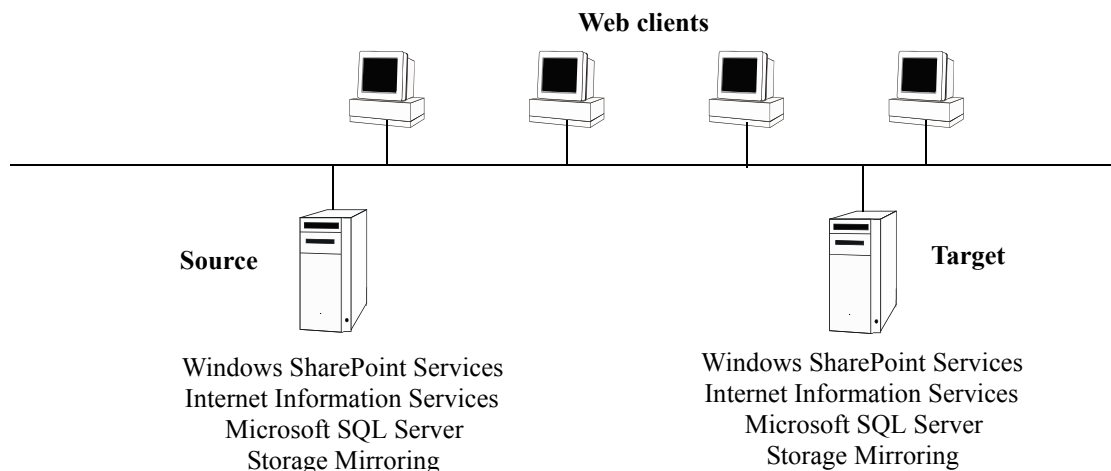 Web clients
Source
Target
Windows SharePoint Services
Internet Information Services
Microsoft SQL Server
Storage Mirroring
Windows SharePoint Services
Internet Information Services
Microsoft SQL Server
Storage Mirroring